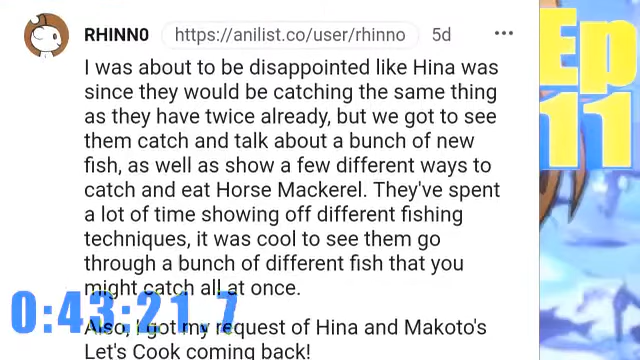 RHINN0 https://anilist.co/user/rhinno 5d
I was about to be disappointed like Hina was
since they would be catching the same thing
as they have twice already, but we got to see
them catch and talk about a bunch of new
fish, as well as show a few different ways to
catch and eat Horse Mackerel. They've spent
a lot of time showing off different fishing
techniques, it was cool to see them go
through a bunch of different fish that you
might catch all at once.
Also, I got my request of Hina and Makoto's
Let's Cook coming back!
0:43:21.7
Ep
11